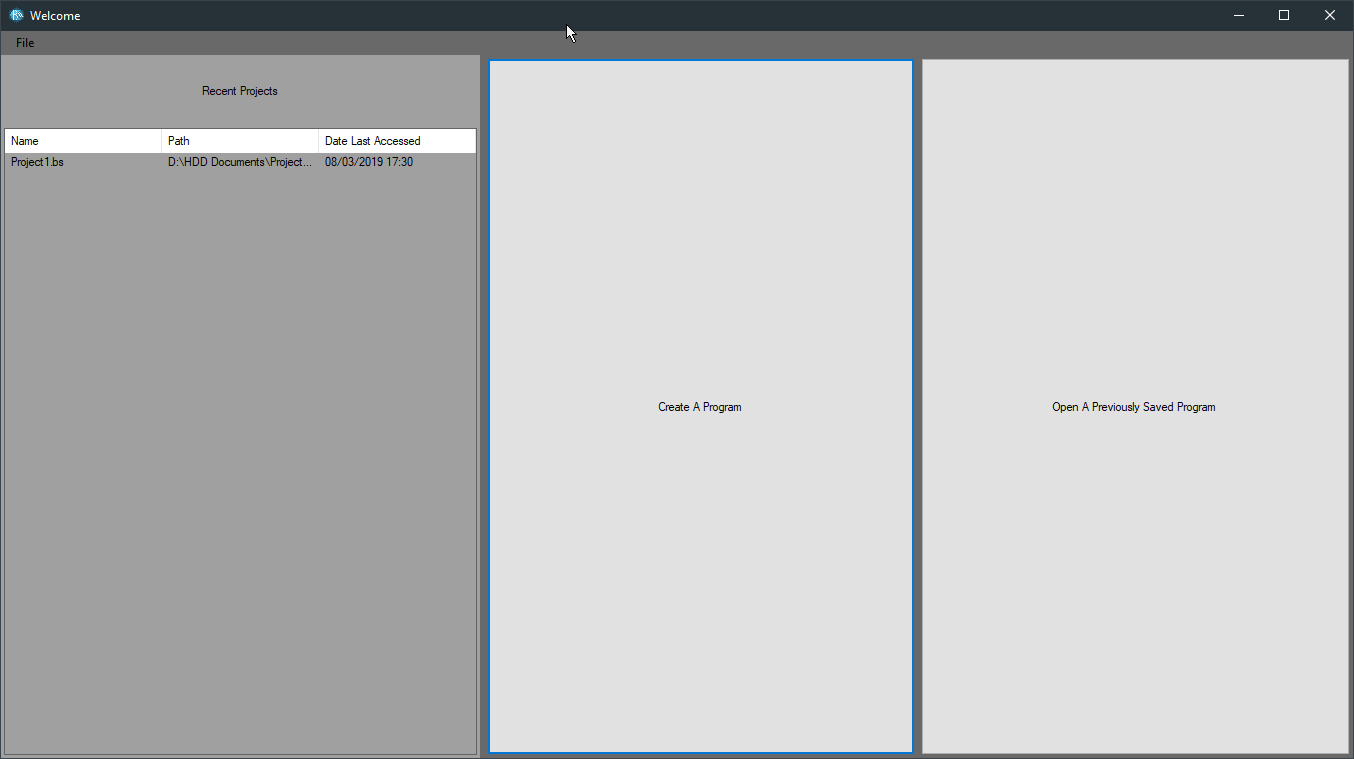 Welcome
File
Recent Projects
Name Path Date Last Accessed
Project1.bs D:\HDD Documents\Project... 08/03/2019 17:30
Create A Program
Open A Previously Saved Program